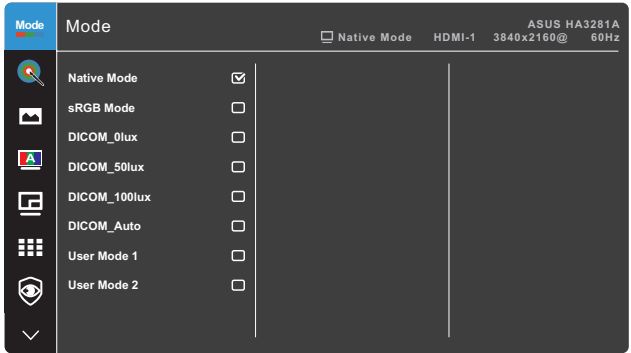 Mode
Mode
ASUS HA3281A
Native Mode HDMI-1 3840x2160@ 60Hz
Native Mode
sRGB Mode
DICOM_0lux
DICOM_50lux
A
DICOM_100lux
DICOM_Auto
User Mode 1
User Mode 2